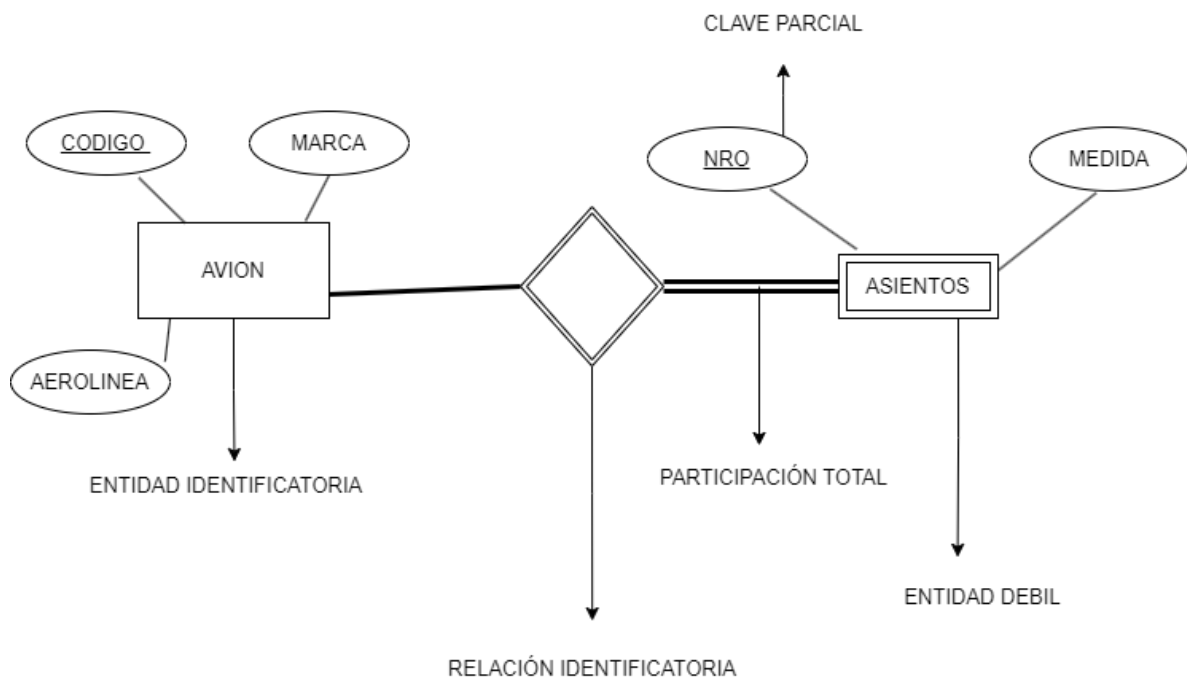 CLAVE PARCIAL
CODIGO
MARCA
NRO
MEDIDA
AVION
ASIENTOS
AEROLINEA
ENTIDAD IDENTIFICATORIA
PARTICIPACIÓN TOTAL
ENTIDAD DEBIL
RELACIÓN IDENTIFICATORIA